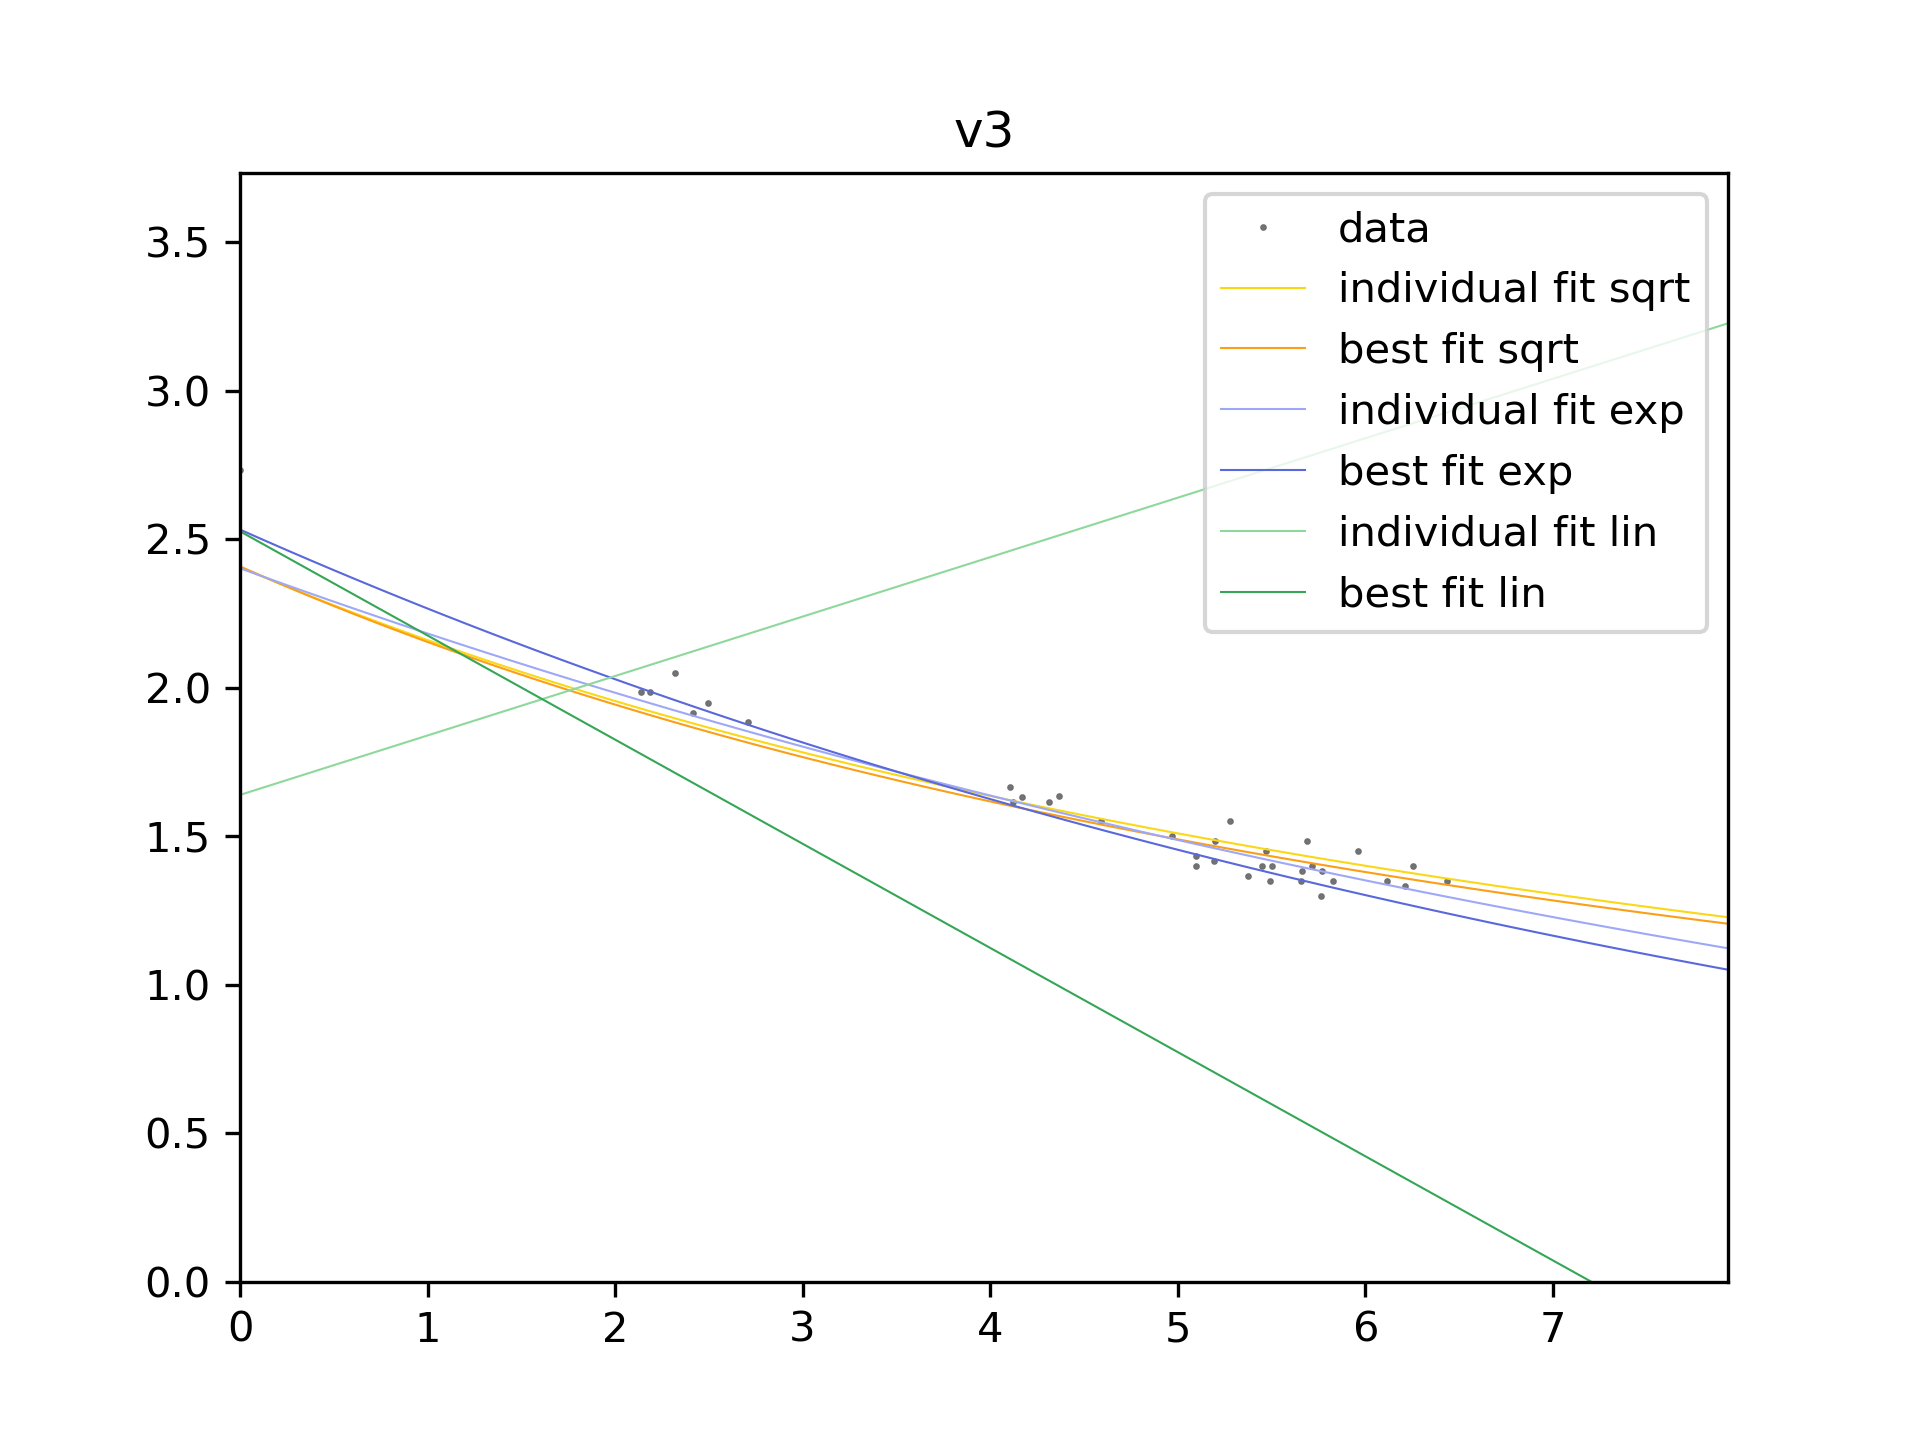 v3
3.5
3.0
2.5
2.0
1.5
1.0
0.5
0.0
0 1 2 3 4 5 6 7
data
individual fit sqrt
best fit sqrt
individual fit exp
best fit exp
individual fit lin
best fit lin